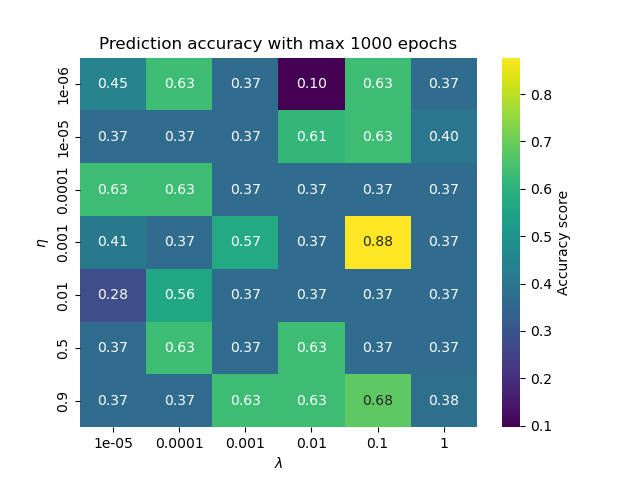 Prediction accuracy with max 1000 epochs
1e-06 0.45 0.63 0.37 0.10 0.63 0.37
1e-05 0.37 0.37 0.37 0.61 0.63 0.40
0.0001 0.63 0.63 0.37 0.37 0.37 0.37
0.001 0.41 0.37 0.57 0.37 0.88 0.37
0.01 0.28 0.56 0.37 0.37 0.37 0.37
0.5 0.37 0.63 0.37 0.63 0.37 0.37
0.9 0.37 0.37 0.63 0.63 0.68 0.38
η
1e-05 0.0001 0.001 0.01 0.1 1
λ
0.8
0.7
0.6
0.5
0.4
0.3
0.2
0.1
Accuracy score